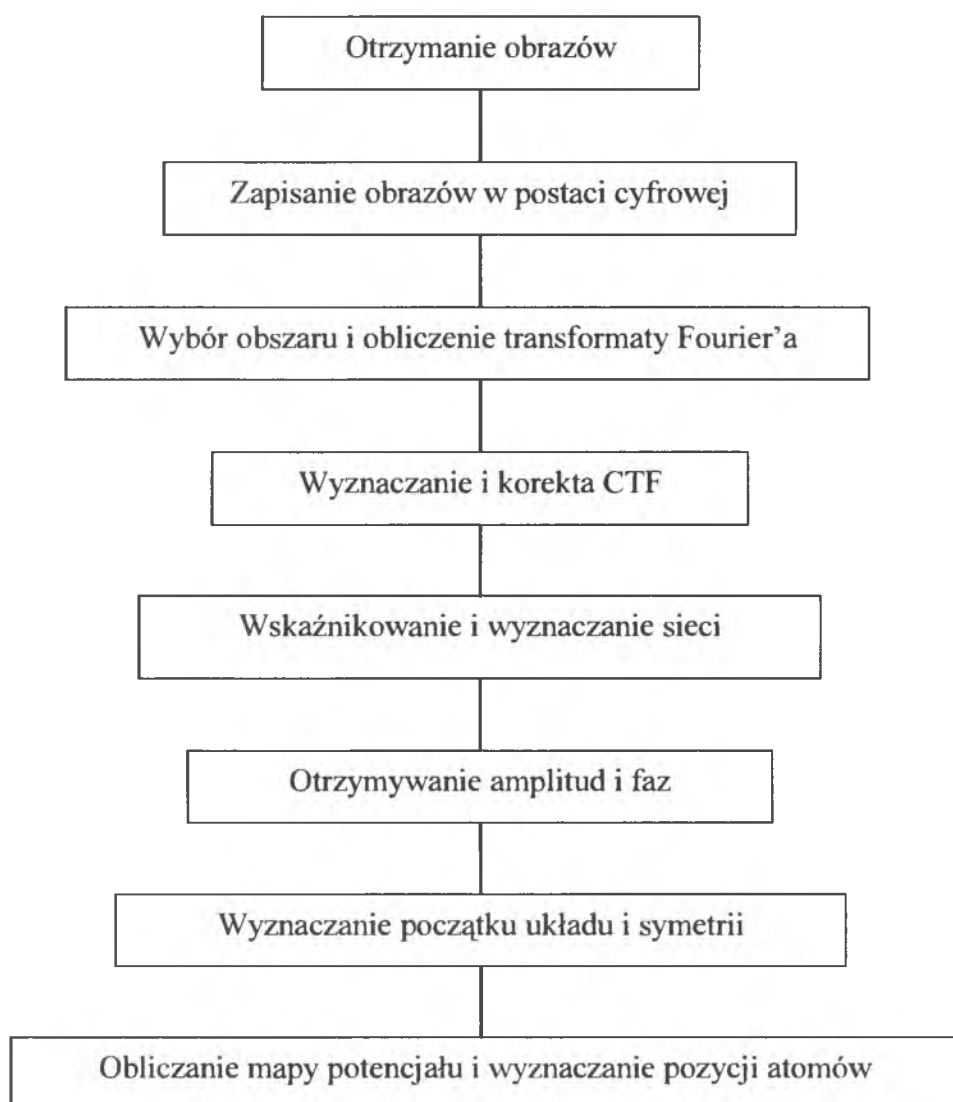 Otrzymanie obrazów
Zapisanie obrazów w postaci cyfrowej
Wybór obszaru i obliczenie transformaty Fourier’a
Wyznaczanie i korekta CTF
Wskaźnikowanie i wyznaczanie sieci
Otrzymywanie amplitud i faz
Wyznaczanie początku układu i symetrii
Obliczanie mapy potencjału i wyznaczanie pozycji atomów